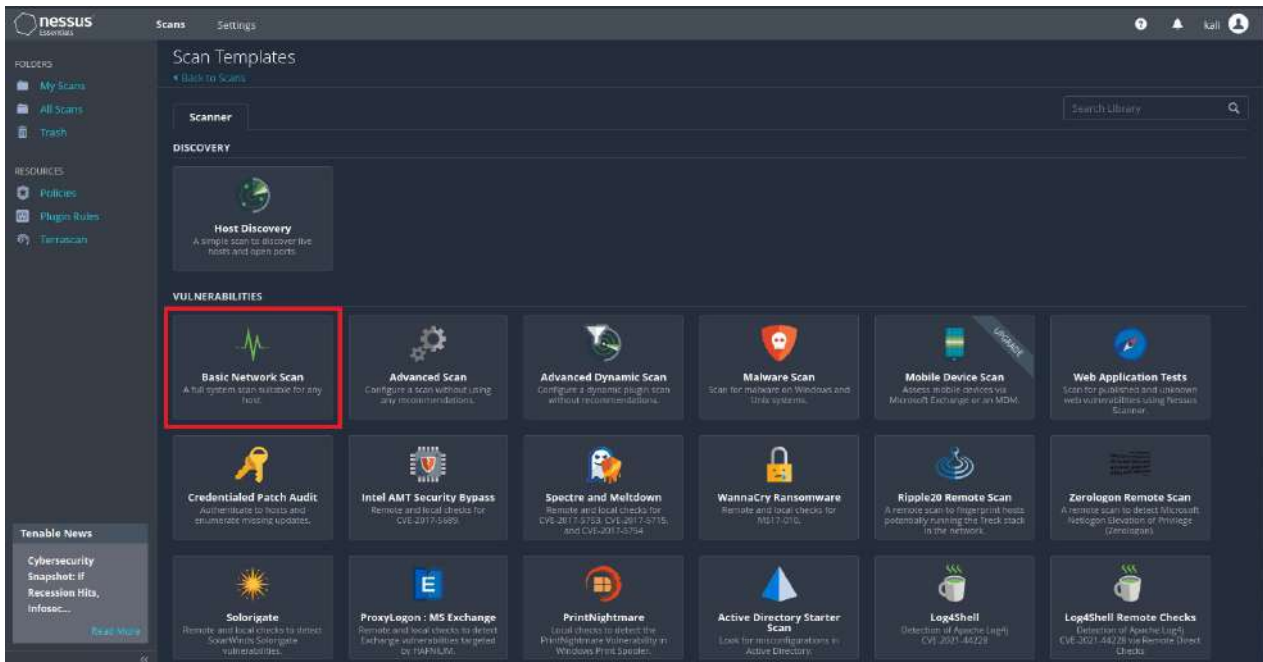 nessus
Essentials
Scans
Settings
kali
FOLDERS
My Scans
All Scans
Trash
RESOURCES
Policies
Plugin Rules
Terrascan
Tenable News
Cybersecurity
Snapshot: If
Recession Hits,
Infosec...
Read More
Scan Templates
Back to Scans
Scanner
Search Library
DISCOVERY
Host Discovery
A simple scan to discover live
hosts and open ports.
VULNERABILITIES
Basic Network Scan
A full system scan suitable for any
host.
Advanced Scan
Configure a scan without using
any recommendations.
Advanced Dynamic Scan
Configure a dynamic plugin scan
without recommendations.
Malware Scan
Scan for malware on Windows and
Unix systems.
UPGRADE
Mobile Device Scan
Assess mobile devices via
Microsoft Exchange or an MDM.
Web Application Tests
Scan for published and unknown
web vulnerabilities using Nessus
Scanner.
Credentialed Patch Audit
Authenticate to hosts and
enumerate missing updates.
Intel AMT Security Bypass
Remote and local checks for
CVE-2017-5689.
Spectre and Meltdown
Remote and local checks for
CVE-2017-5753, CVE-2017-5715,
and CVE-2017-5754
WannaCry Ransomware
Remote and local checks for
MS17-010.
Ripple20 Remote Scan
A remote scan to fingerprint hosts
potentially running the Treck stack
in the network.
Zerologon Remote Scan
A remote scan to detect Microsoft
Netlogon Elevation of Privilege
(Zerologon).
Solorigate
Remote and local checks to detect
SolarWinds Solorigate
vulnerabilities.
ProxyLogon : MS Exchange
Remote and local checks to detect
Exchange vulnerabilities targeted
by HAFNIUM.
PrintNightmare
Local checks to detect the
PrintNightmare Vulnerability in
Windows Print Spooler.
Active Directory Starter
Scan
Look for misconfigurations in
Active Directory.
Log4Shell
Detection of Apache Log4j
CVE-2021-44228
Log4Shell Remote Checks
Detection of Apache Log4j
CVE-2021-44228 via Remote Direct
Checks